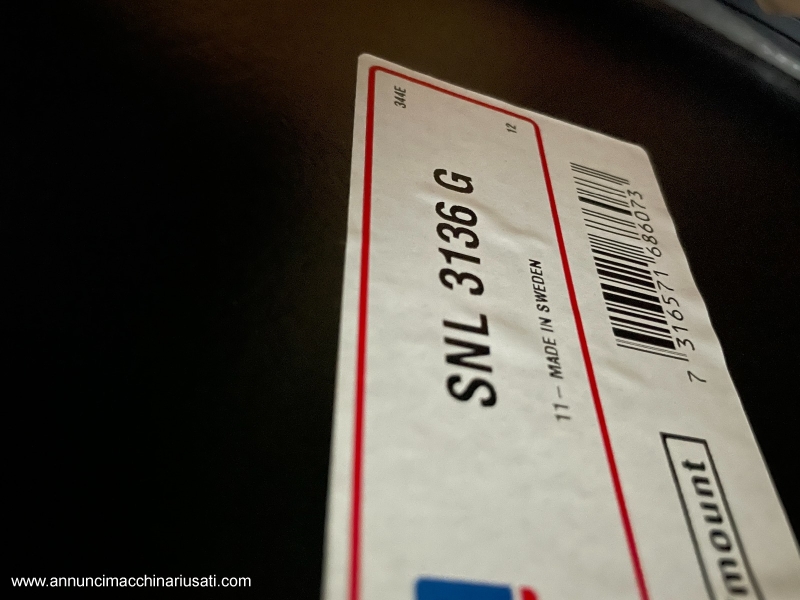 344E
12
SNL 3136 G
11- MADE IN SWEDEN
7 316571 686073
mount
www.annuncimacchinariusati.com